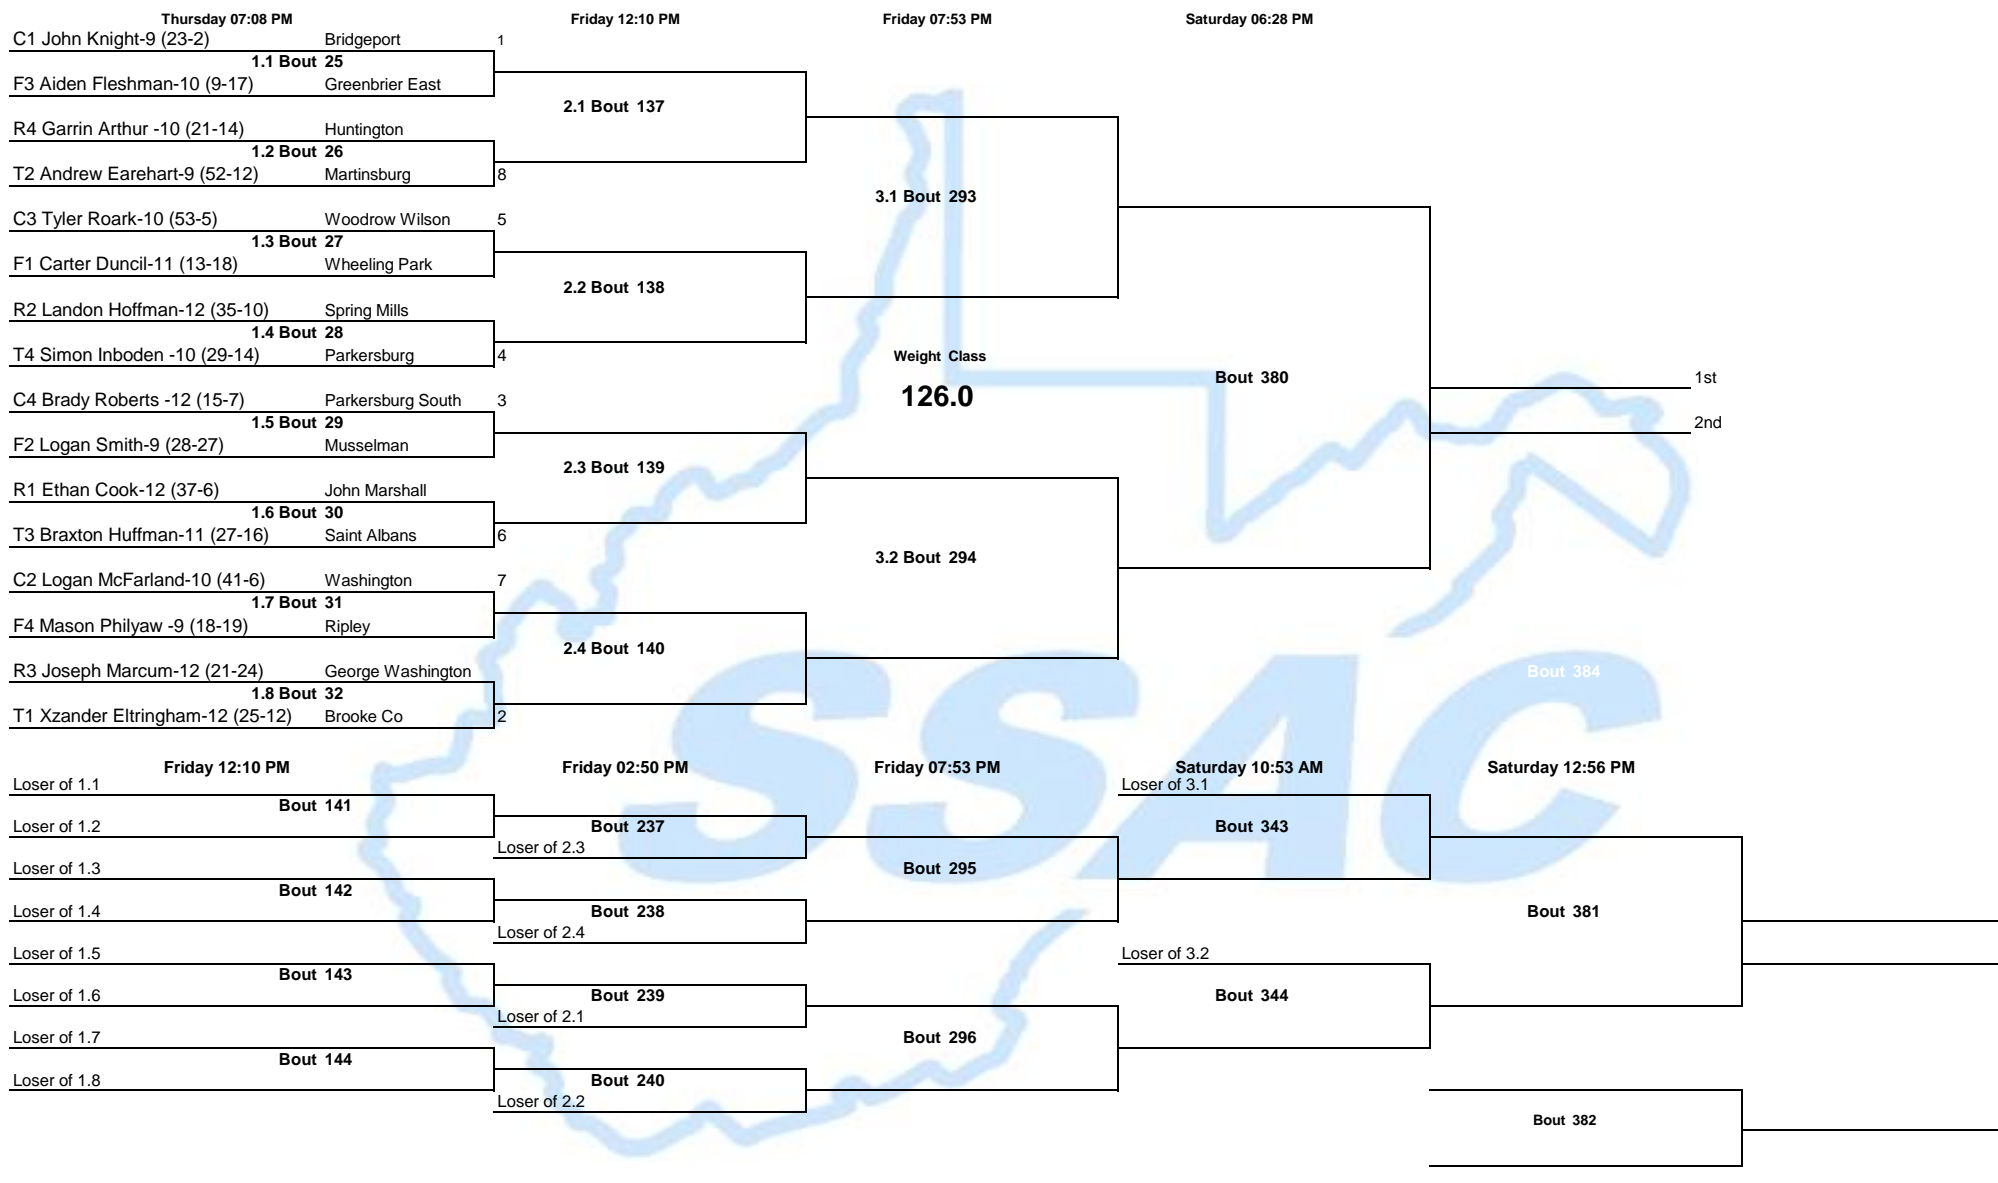 Thursday 07:08 PM Friday 12:10 PM Friday 07:53 PM Saturday 06:28 PM
C1 John Knight-9 (23-2) Bridgeport 1
1.1 Bout 25
F3 Aiden Fleshman-10 (9-17) Greenbrier East
2.1 Bout 137
R4 Garrin Arthur -10 (21-14) Huntington
1.2 Bout 26
T2 Andrew Earehart-9 (52-12) Martinsburg 8
3.1 Bout 293
C3 Tyler Roark-10 (53-5) Woodrow Wilson 5
1.3 Bout 27
F1 Carter Duncil-11 (13-18) Wheeling Park
2.2 Bout 138
R2 Landon Hoffman-12 (35-10) Spring Mills
1.4 Bout 28
T4 Simon Inboden -10 (29-14) Parkersburg 4
Weight Class
Bout 380 1st
126.0
C4 Brady Roberts -12 (15-7) Parkersburg South 3
1.5 Bout 29 2nd
F2 Logan Smith-9 (28-27) Musselman
2.3 Bout 139
R1 Ethan Cook-12 (37-6) John Marshall
1.6 Bout 30
T3 Braxton Huffman-11 (27-16) Saint Albans 6
3.2 Bout 294
C2 Logan McFarland-10 (41-6) Washington 7
1.7 Bout 31
F4 Mason Philyaw -9 (18-19) Ripley
2.4 Bout 140
R3 Joseph Marcum-12 (21-24) George Washington
Bout 384
1.8 Bout 32
T1 Xzander Eltringham-12 (25-12) Brooke Co 2
SSAC
Friday 12:10 PM Friday 02:50 PM Friday 07:53 PM Saturday 10:53 AM Saturday 12:56 PM
Loser of 1.1 Loser of 3.1
Bout 141
Loser of 1.2 Bout 237 Bout 343
Loser of 2.3
Loser of 1.3 Bout 295
Bout 142
Loser of 1.4 Bout 238 Bout 381
Loser of 2.4
Loser of 1.5 Loser of 3.2
Bout 143
Loser of 1.6 Bout 239 Bout 344
Loser of 2.1
Loser of 1.7 Bout 296
Bout 144
Loser of 1.8 Bout 240
Loser of 2.2
Bout 382